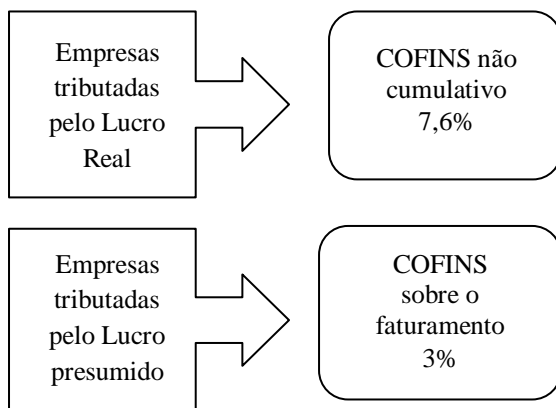 Empresas
tributadas
pelo Lucro
Real
COFINS não
cumulativo
7,6%
Empresas
tributadas
pelo Lucro
presumido
COFINS
sobre o
faturamento
3%